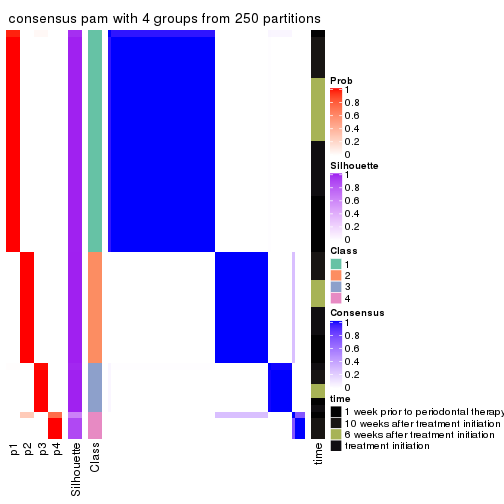 consensus pam with 4 groups from 250 partitions
Prob
1
0.8
0.6
0.4
0.2
0
Silhouette
1
0.8
0.6
0.4
0.2
0
Class
1
2
3
4
Consensus
1
0.8
0.6
0.4
0.2
0
time
1 week prior to periodontal therapy
10 weeks after treatment initiation
6 weeks after treatment initiation
treatment initiation
p1
p2
p3
p4
Silhouette
Class
time